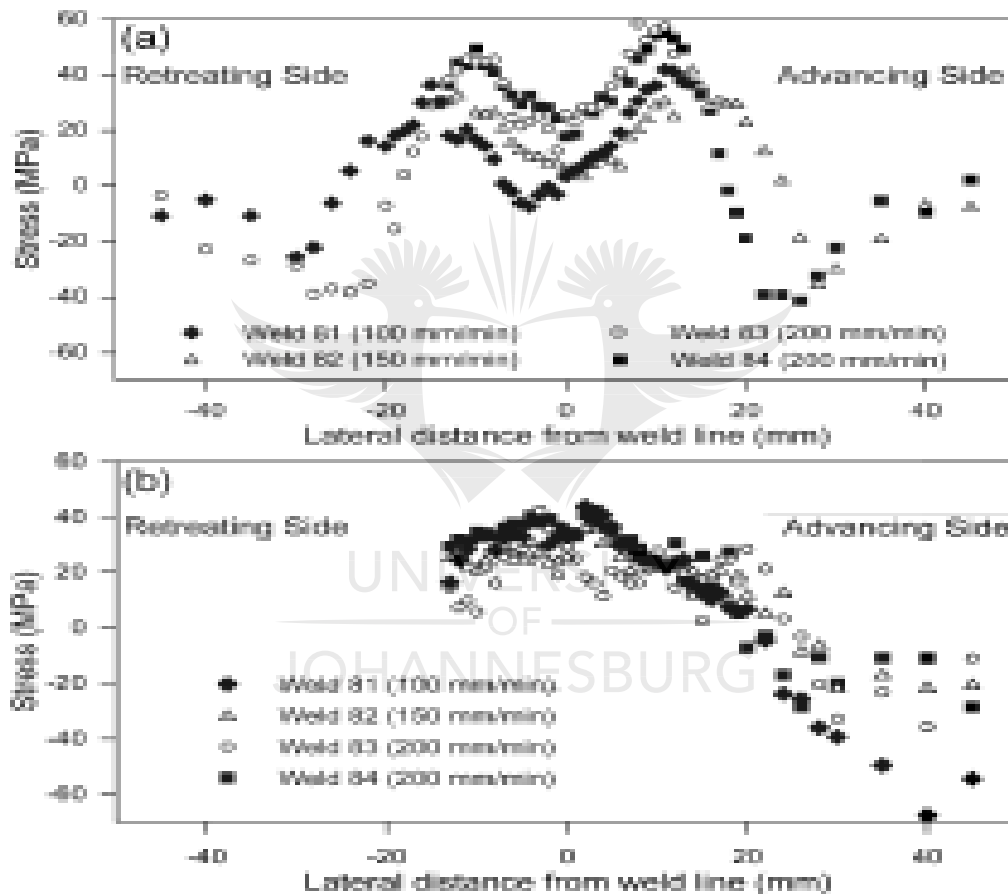 (a)
60
40
20
0
-20
-40
-60
Stress (MPa)
Retreating Side
Advancing Side
Weld 81 (100 mm/min)
Weld 82 (150 mm/min)
Weld 83 (200 mm/min)
Weld 84 (200 mm/min)
-40 -20 0 20 40
Lateral distance from weld line (mm)
(b)
60
40
20
0
-20
-40
-60
Stress (MPa)
Retreating Side
Advancing Side
UNIVERSITY
OF
JOHANNESBURG
Weld 81 (100 mm/min)
Weld 82 (150 mm/min)
Weld 83 (200 mm/min)
Weld 84 (200 mm/min)
-40 -20 0 20 40
Lateral distance from weld line (mm)